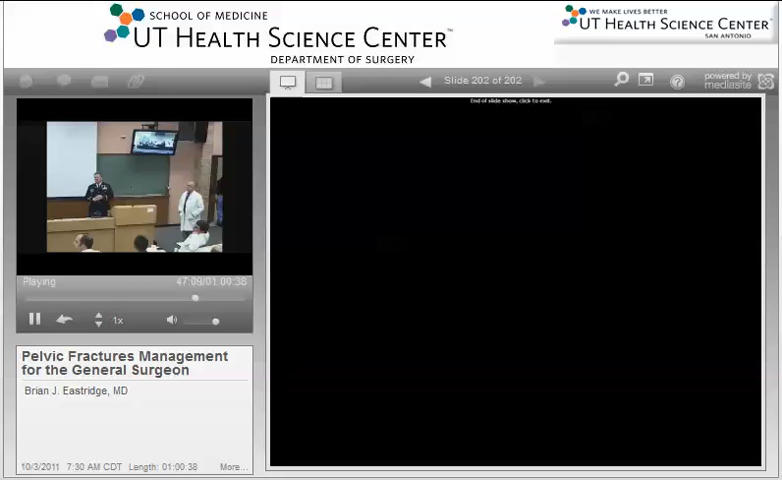 SCHOOL OF MEDICINE
UT HEALTH SCIENCE CENTER™
DEPARTMENT OF SURGERY
WE MAKE LIVES BETTER
UT HEALTH SCIENCE CENTER
SAN ANTONIO
Slide 202 of 202
powered by
mediasite
End of slide show, click to exit.
Playing
47:09/01:00:38
1x
Pelvic Fractures Management
for the General Surgeon
Brian J. Eastridge, MD
10/3/2011 7:30 AM CDT Length: 01:00:38 More...